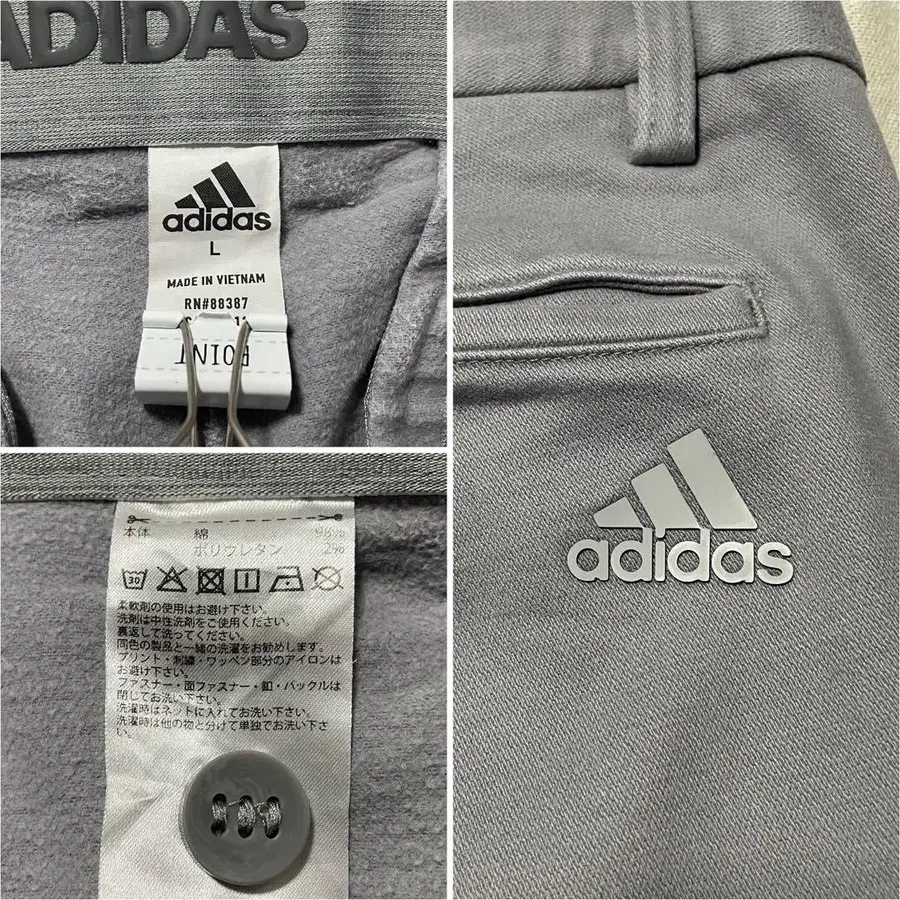 ADIDAS
adidas
L
MADE IN VIETNAM
RN#88387
POINT
本体 綿 98%
ポリウレタン 2%
30
柔軟剤の使用はお避け下さい。
洗剤は中性洗剤をご使用ください。
裏返して洗ってください。
同色の製品と一緒の洗濯をお勧めします。
プリント・刺繍・ワッペン部分のアイロンは
お避け下さい。
ファスナー・面ファスナー・釦・バックルは
閉じてお洗い下さい。
洗濯時はネットに入れてお洗い下さい。
洗濯時は他の物と分けて単独でお洗い下さ
い。
adidas